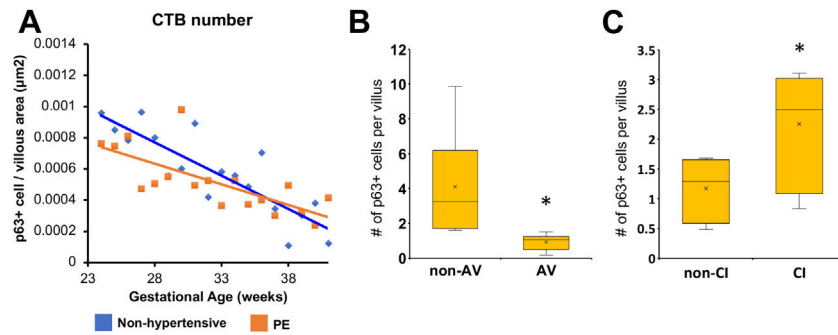 A
CTB number
p63+ cell / villous area (µm2)
0.0014
0.0012
0.001
0.0008
0.0006
0.0004
0.0002
0
23
28
33
38
Gestational Age (weeks)
Non-hypertensive
PE
B
# of p63+ cells per villus
12
10
8
6
4
2
0
*
non-AV
AV
C
# of p63+ cells per villus
3.5
3
2.5
2
1.5
1
0.5
0
*
non-CI
CI